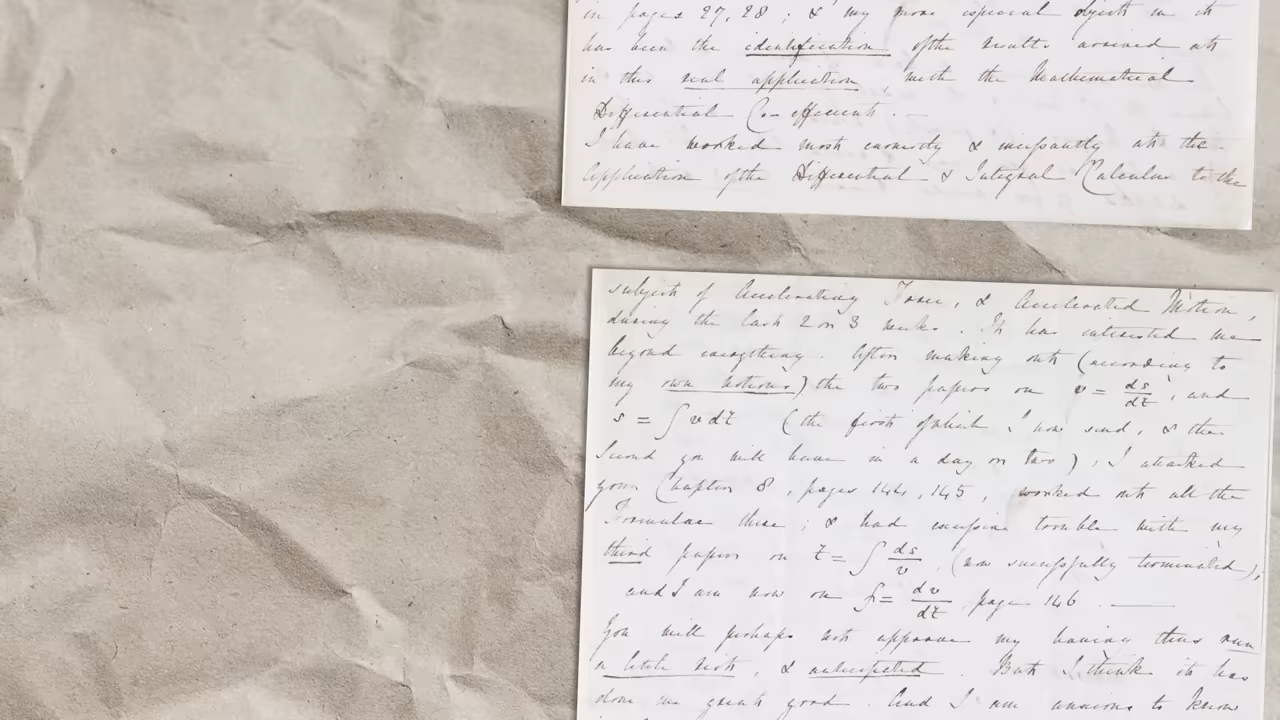 in pages 27, 28 ; & my more especial object in it
has been the identification of the results arrived at
in this real application, with the Mathematical
Differential Co-efficients. —
I have worked most earnestly & incessantly at the
Application of the Differential & Integral Calculus to the
subject of Accelerating Force, & Accelerated Motion,
during the last 2 or 3 weeks. It has interested me
beyond everything. After making out (according to
my own notions) the two papers on v = ds/dt, and
s = ∫ v dt (the first of which I now send, & the
second you will have in a day or two), I attacked
your Chapter 8, pages 144, 145, worked out all the
Formulae there; & had excessive trouble with my
third paper on t = ∫ ds/v, (now successfully terminated),
and I am now on f = dv/dt page 146. —
You will perhaps not approve my having thus run
a little riot, & anticipated. But I think it has
done me great good. And I am anxious to know